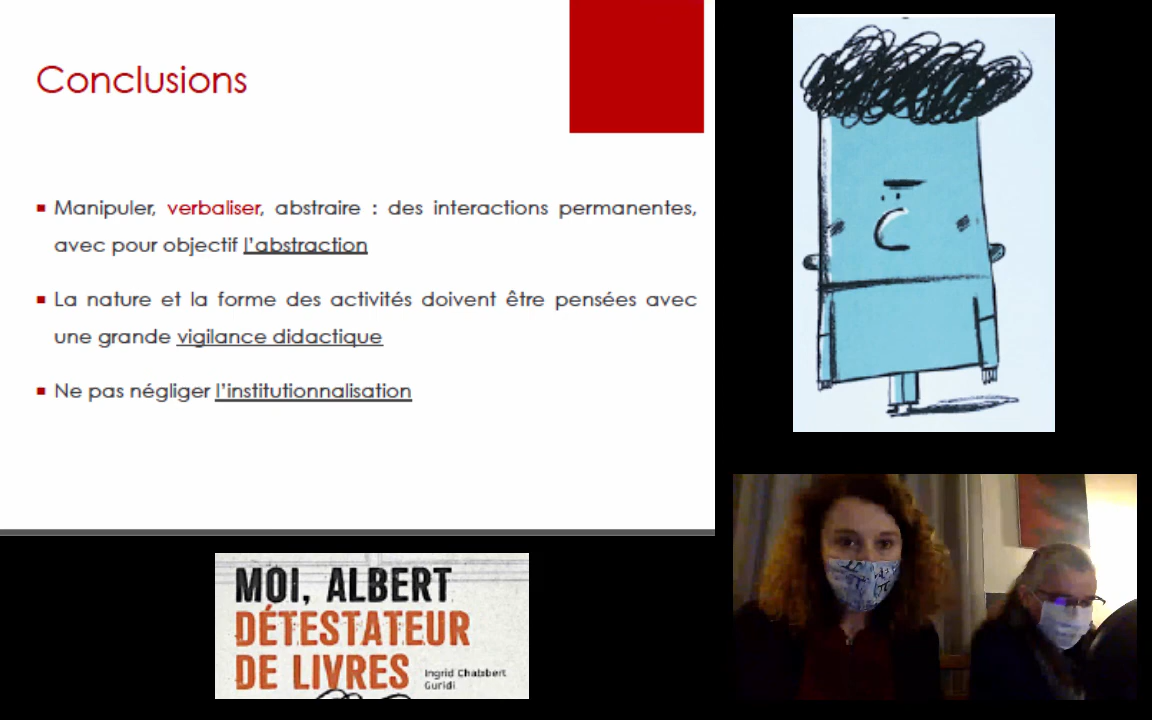 Conclusions
Manipuler, verbaliser, abstraire : des interactions permanentes,
avec pour objectif l'abstraction
La nature et la forme des activités doivent être pensées avec
une grande vigilance didactique
Ne pas négliger l'institutionnalisation
MOI, ALBERT
DÉTESTATEUR
DE LIVRES
Ingrid Chabbert
Guridi